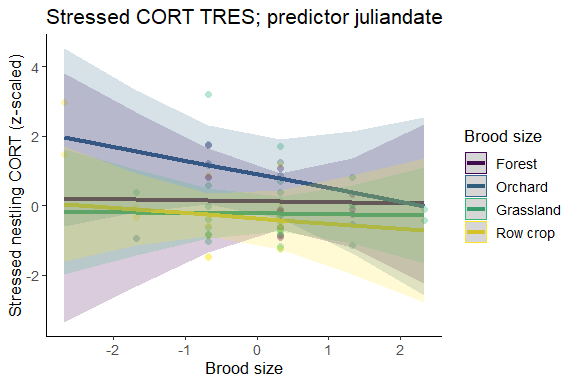 Stressed CORT TRES; predictor juliandate
Stressed nestling CORT (z-scaled)
4
2
0
-2
-2
-1
0
1
2
Brood size
Brood size
Forest
Orchard
Grassland
Row crop